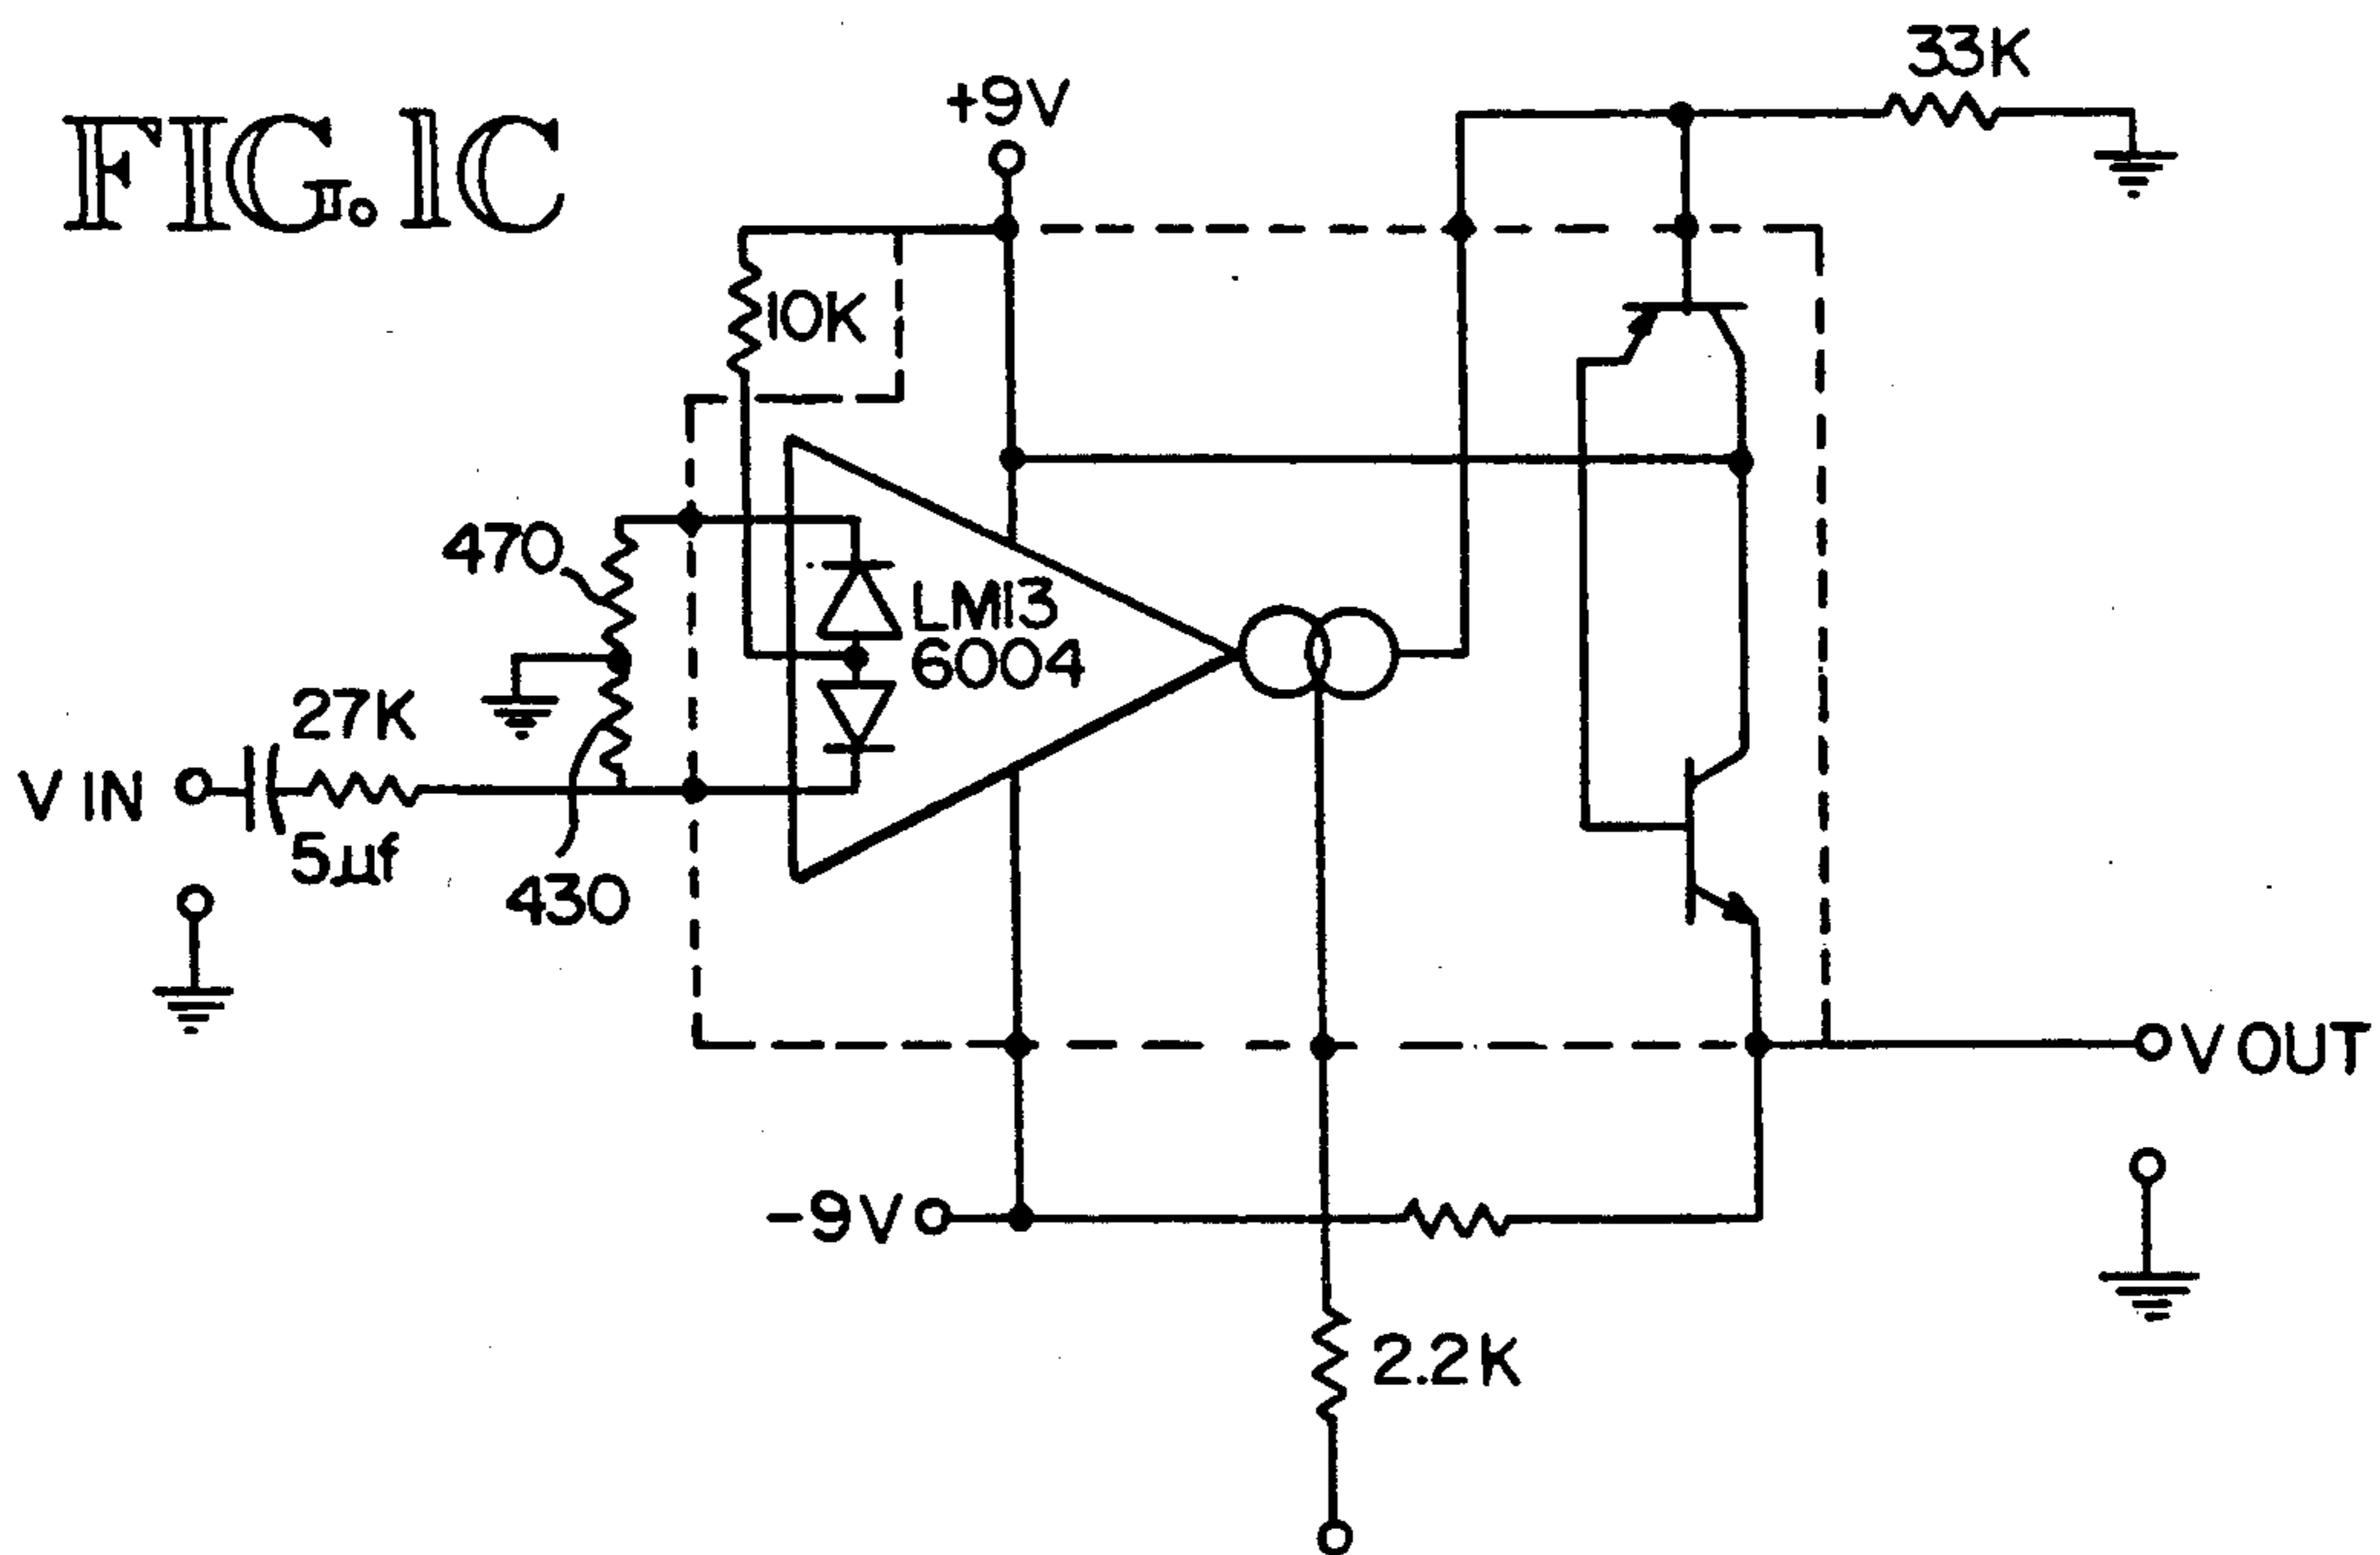 FIG. 1C
+9V
33K
10K
470
LM13
6004
27K
V IN
5µf
430
V OUT
-9V
2.2K